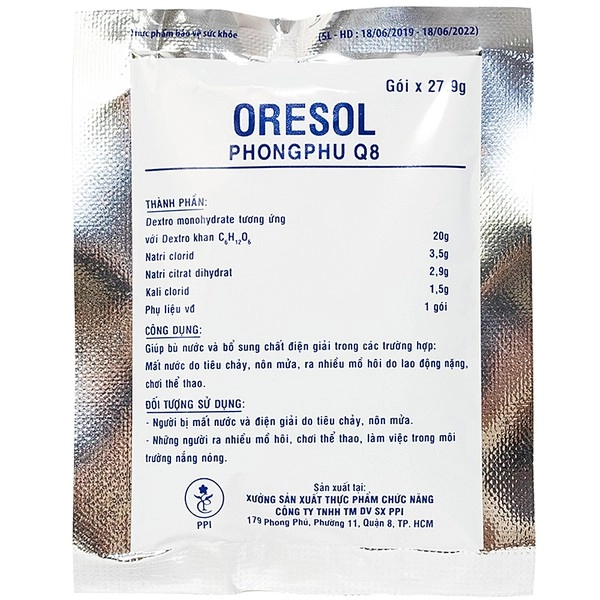 Thực phẩm bảo vệ sức khỏe
(SL - HD : 18/06/2019 - 18/06/2022)
Gói x 27 9g
ORESOL
PHONGPHU Q8
THÀNH PHẦN:
Dextro monohydrate tương ứng
với Dextro khan C₆H₁₂O₆ 20g
Natri clorid 3,5g
Natri citrat dihydrat 2,9g
Kali clorid 1,5g
Phụ liệu vđ 1 gói
CÔNG DỤNG:
Giúp bù nước và bổ sung chất điện giải trong các trường hợp:
Mất nước do tiêu chảy, nôn mửa, ra nhiều mồ hôi do lao động nặng,
chơi thể thao.
ĐỐI TƯỢNG SỬ DỤNG:
- Người bị mất nước và điện giải do tiêu chảy, nôn mửa.
- Những người ra nhiều mồ hôi, chơi thể thao, làm việc trong môi
trường nắng nóng.
PPI
Sản xuất tại:
XƯỞNG SẢN XUẤT THỰC PHẨM CHỨC NĂNG
CÔNG TY TNHH TM DV SX PPI
179 Phong Phú, Phường 11, Quận 8, TP. HCM